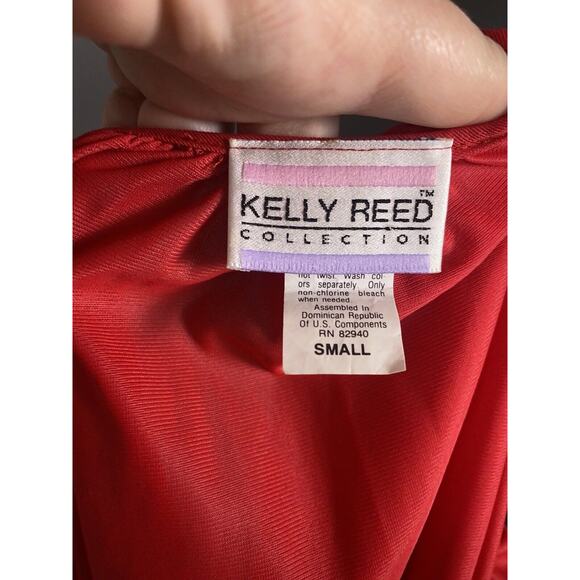 KELLY REED™
COLLECTION
not twist. Wash col-
ors separately. Only
non-chlorine bleach
when needed.
Assembled in
Dominican Republic
Of U.S. Components
RN 82940
SMALL